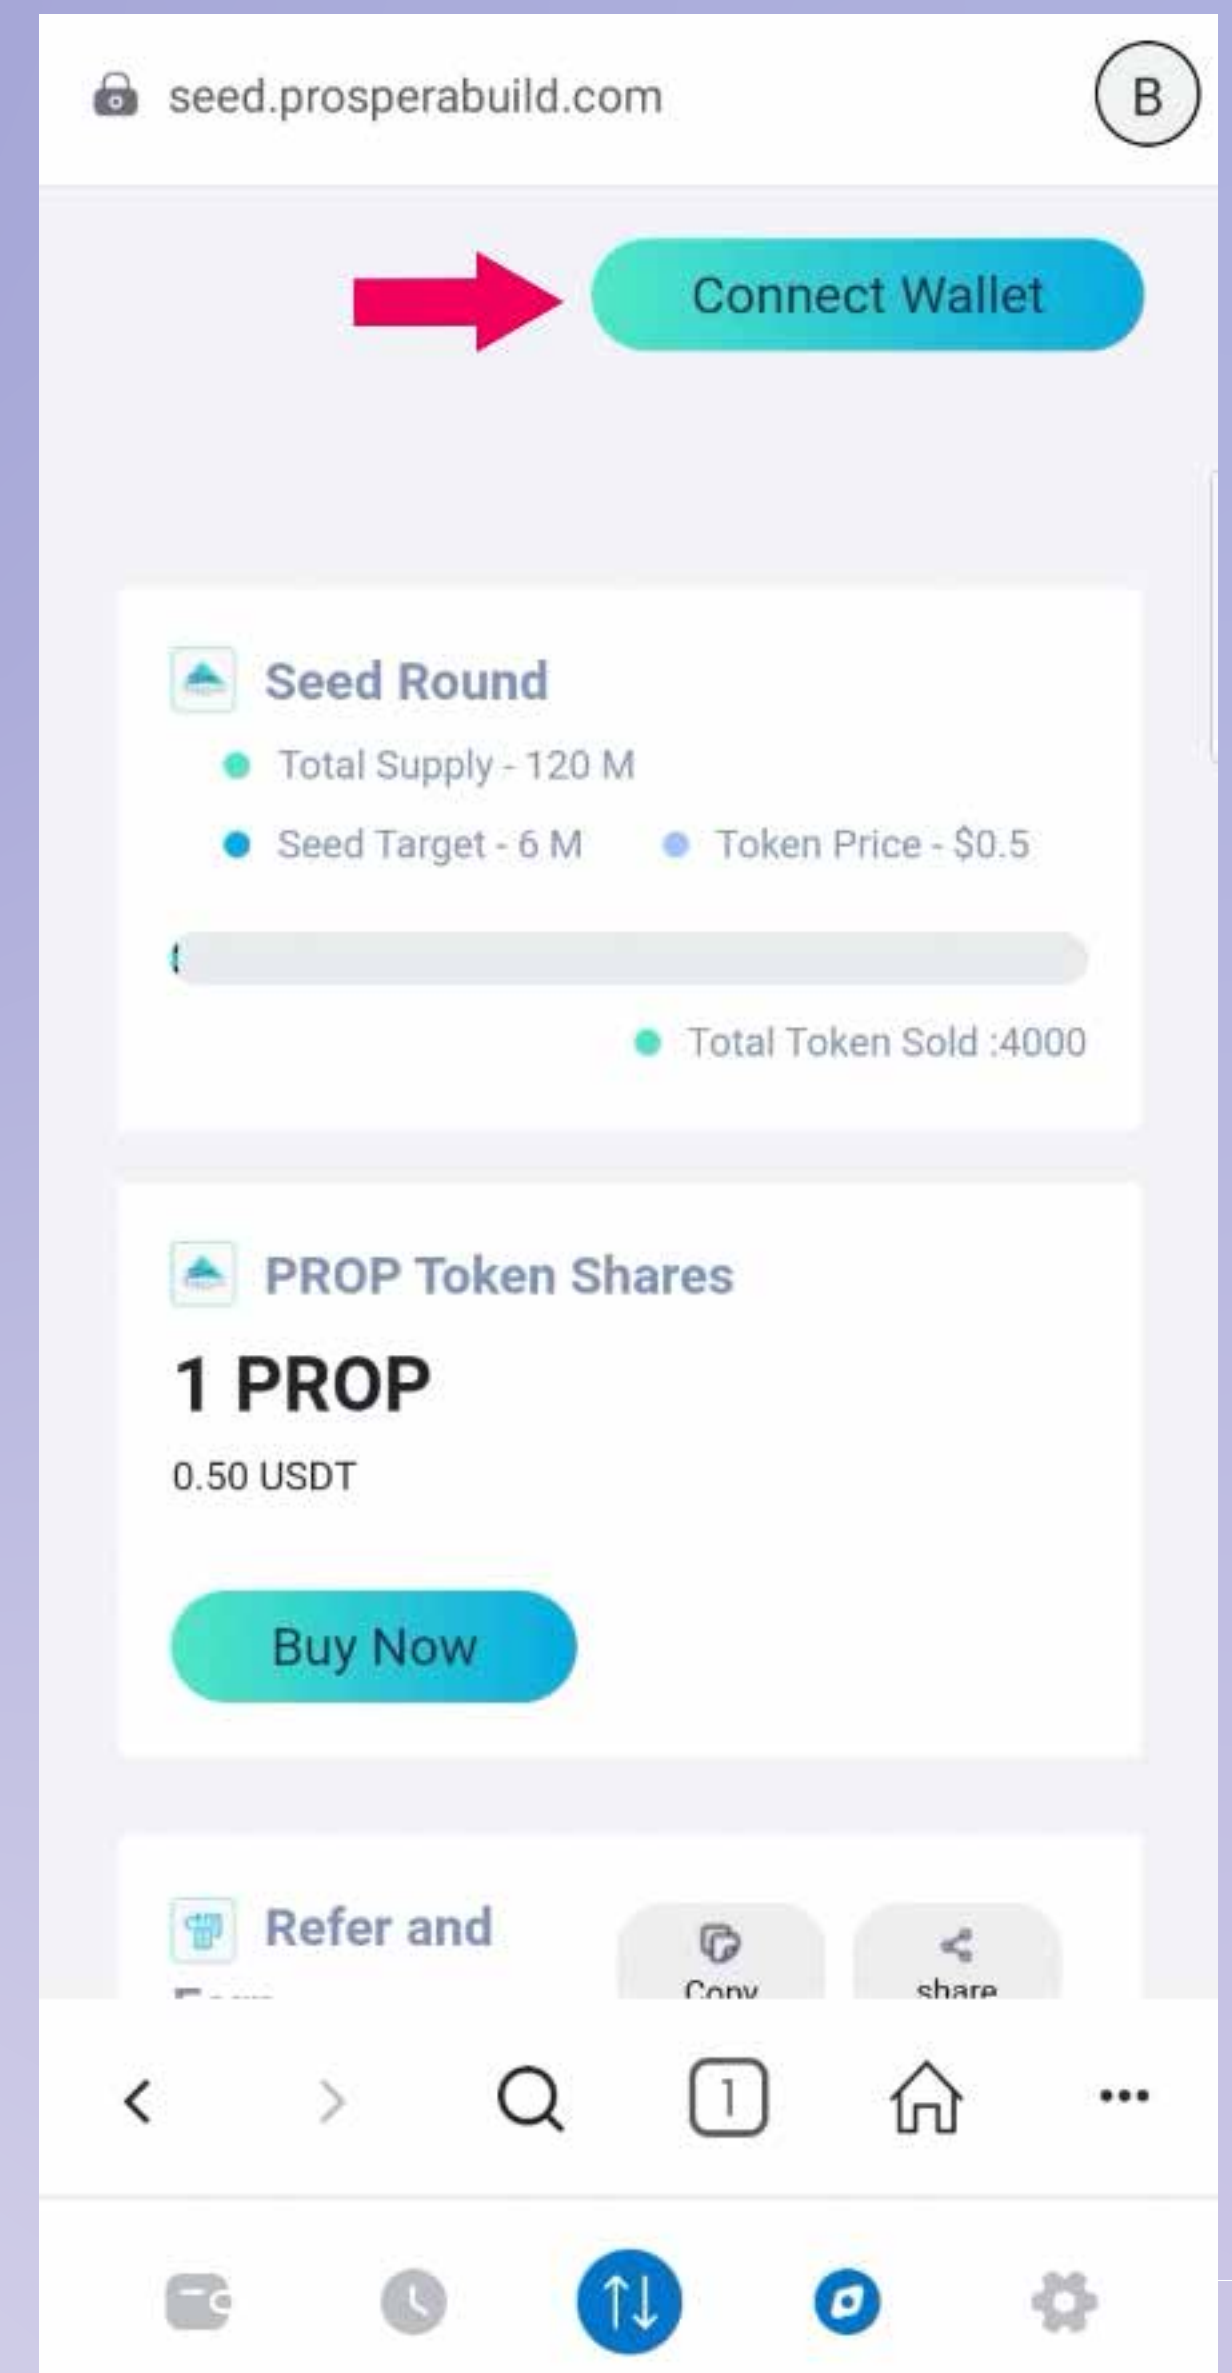 seed.prosperabuild.com
B
Connect Wallet
Seed Round
Total Supply - 120 M
Seed Target - 6 M
Token Price - $0.5
Total Token Sold :4000
PROP Token Shares
1 PROP
0.50 USDT
Buy Now
Refer and
Copy
share
1